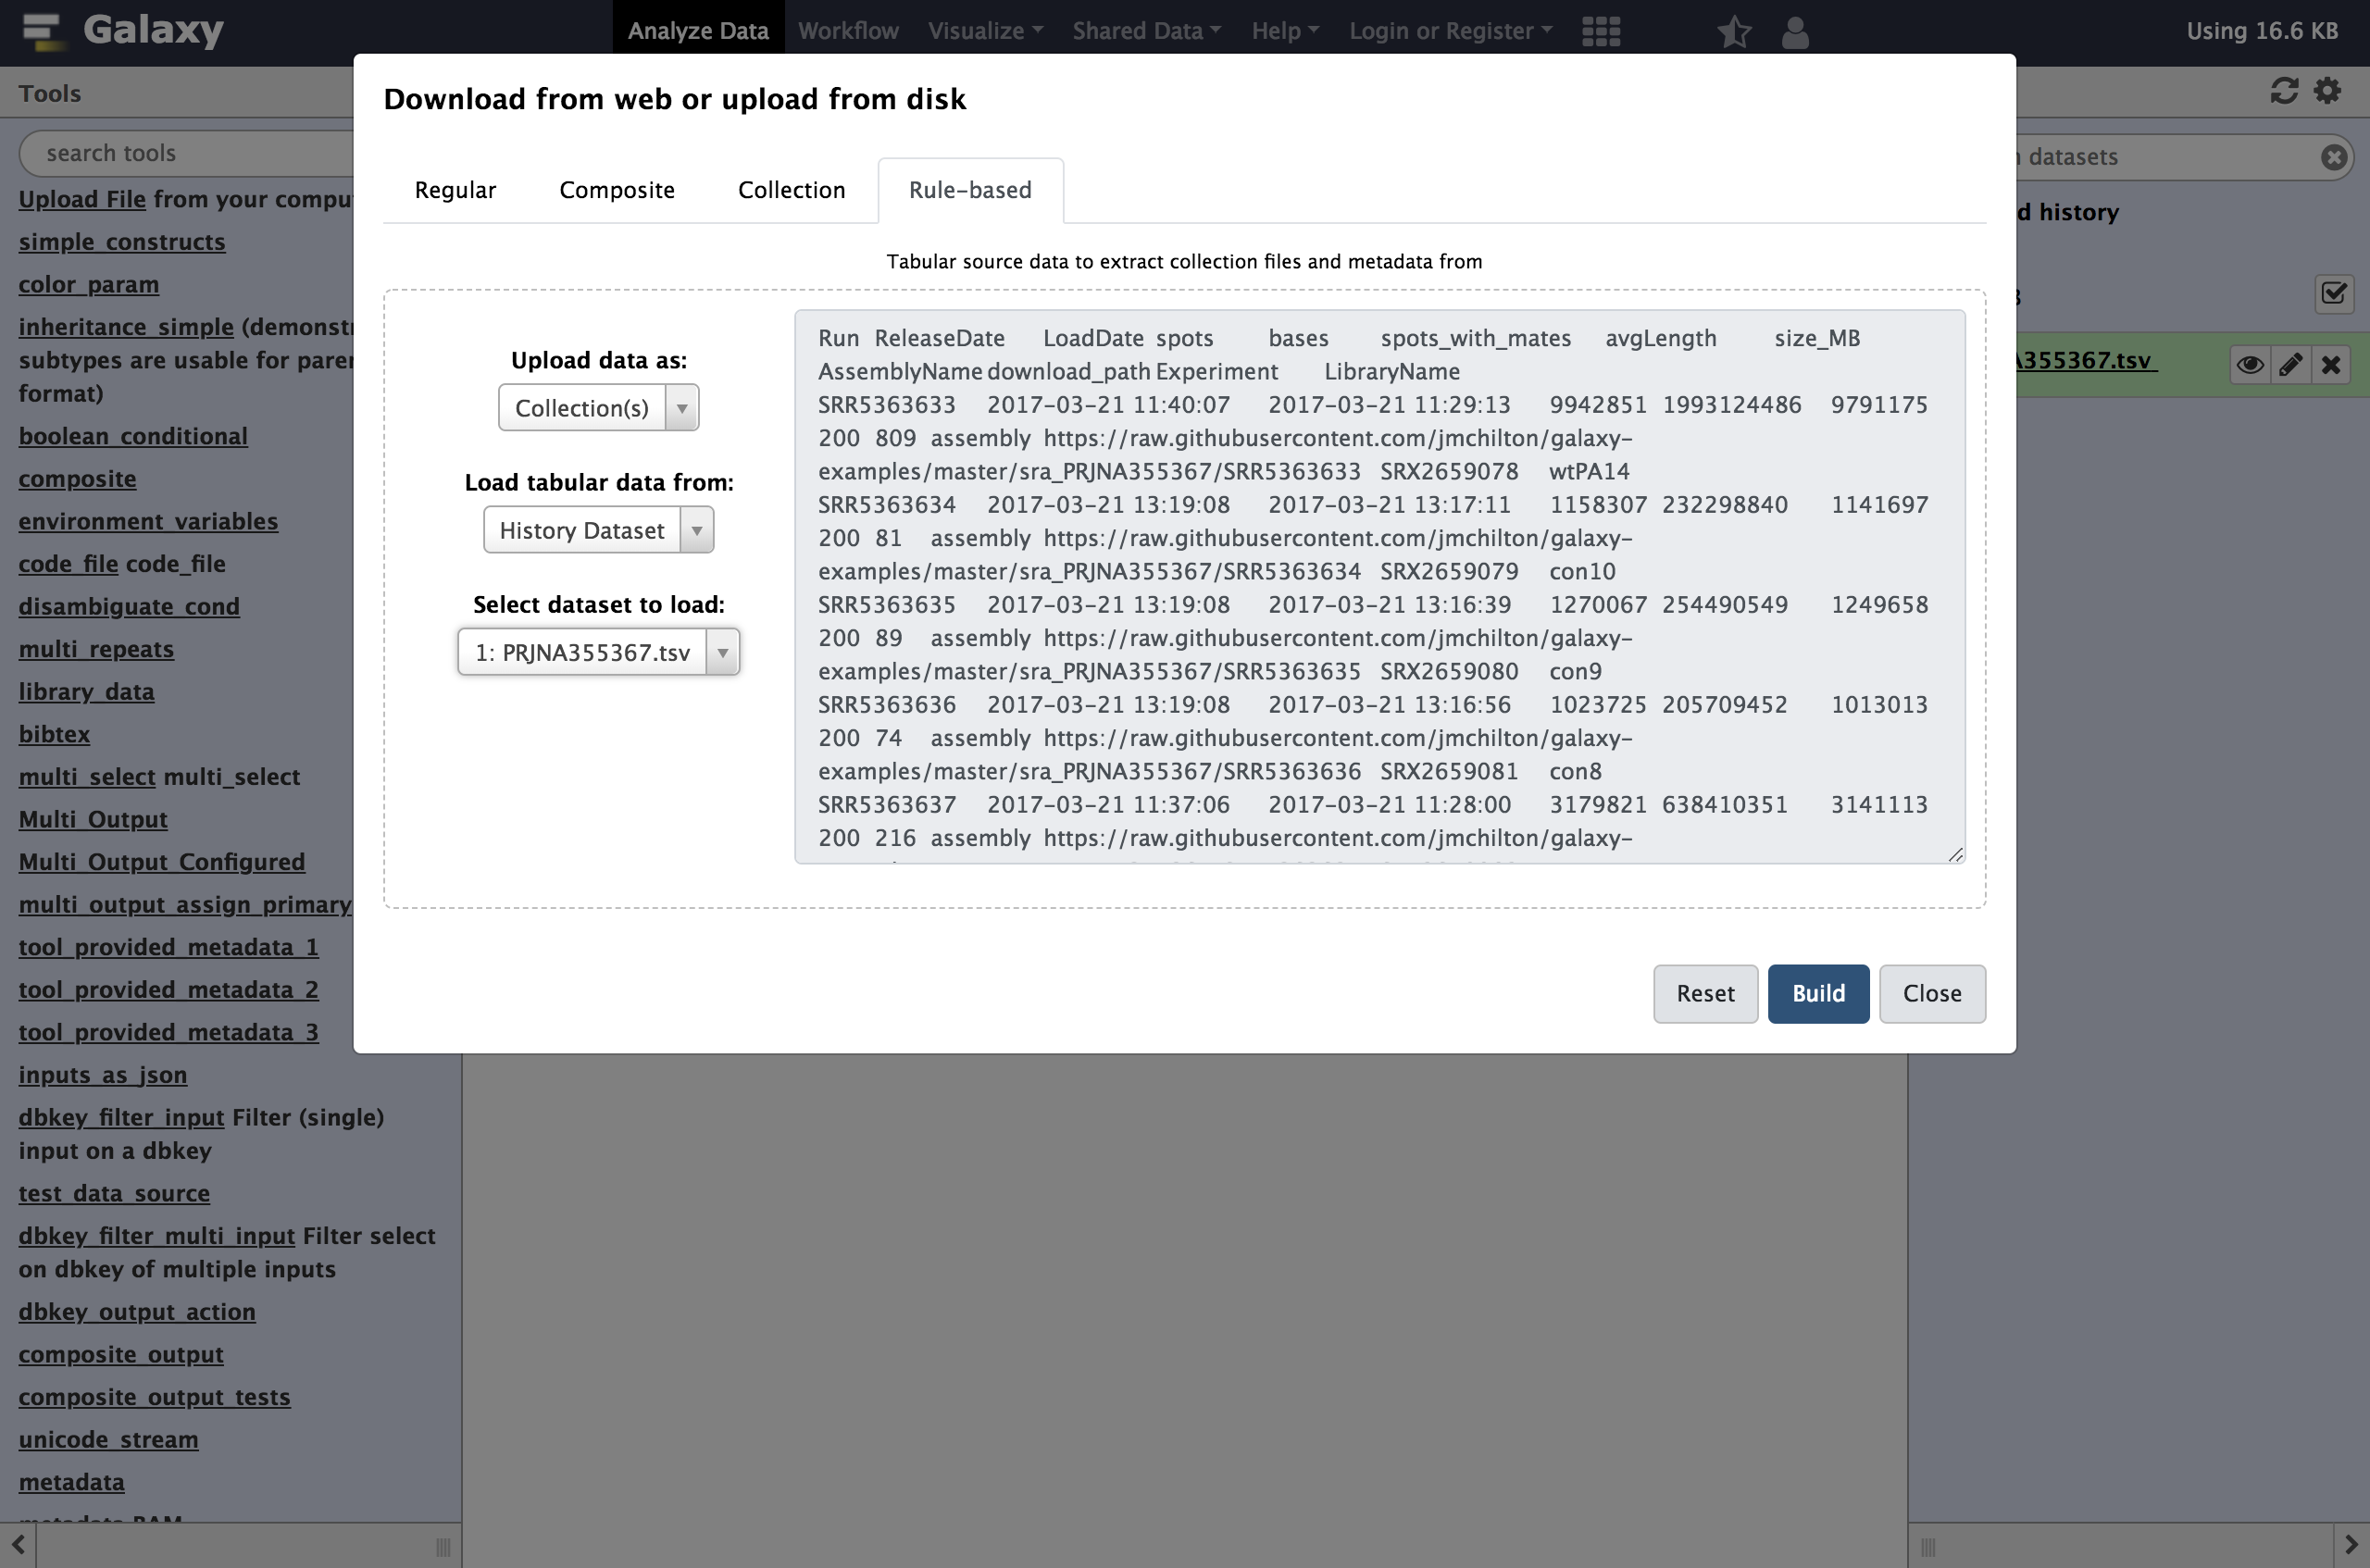 Galaxy
Analyze Data
Workflow
Visualize
Shared Data
Help
Login or Register
Using 16.6 KB
Tools
search tools
Upload File from your compu
simple_constructs
color_param
inheritance_simple (demonst
subtypes are usable for paren
format)
boolean_conditional
composite
environment_variables
code_file code_file
disambiguate_cond
multi_repeats
library_data
bibtex
multi_select multi_select
Multi_Output
Multi_Output_Configured
multi_output_assign_primary
tool_provided_metadata_1
tool_provided_metadata_2
tool_provided_metadata_3
inputs_as_json
dbkey_filter_input Filter (single)
input on a dbkey
test_data_source
dbkey_filter_multi_input Filter select
on dbkey of multiple inputs
dbkey_output_action
composite_output
composite_output_tests
unicode_stream
metadata
Download from web or upload from disk
Regular
Composite
Collection
Rule-based
Tabular source data to extract collection files and metadata from
Upload data as:
Collection(s)
Load tabular data from:
History Dataset
Select dataset to load:
1: PRJNA355367.tsv
Run ReleaseDate LoadDate spots bases spots_with_mates avgLength size_MB
AssemblyName download_path Experiment LibraryName
SRR5363633 2017-03-21 11:40:07 2017-03-21 11:29:13 9942851 1993124486 9791175
200 809 assembly https://raw.githubusercontent.com/jmchilton/galaxy-
examples/master/sra_PRJNA355367/SRR5363633 SRX2659078 wtPA14
SRR5363634 2017-03-21 13:19:08 2017-03-21 13:17:11 1158307 232298840 1141697
200 81 assembly https://raw.githubusercontent.com/jmchilton/galaxy-
examples/master/sra_PRJNA355367/SRR5363634 SRX2659079 con10
SRR5363635 2017-03-21 13:19:08 2017-03-21 13:16:39 1270067 254490549 1249658
200 89 assembly https://raw.githubusercontent.com/jmchilton/galaxy-
examples/master/sra_PRJNA355367/SRR5363635 SRX2659080 con9
SRR5363636 2017-03-21 13:19:08 2017-03-21 13:16:56 1023725 205709452 1013013
200 74 assembly https://raw.githubusercontent.com/jmchilton/galaxy-
examples/master/sra_PRJNA355367/SRR5363636 SRX2659081 con8
SRR5363637 2017-03-21 11:37:06 2017-03-21 11:28:00 3179821 638410351 3141113
200 216 assembly https://raw.githubusercontent.com/jmchilton/galaxy-
Reset
Build
Close
datasets
d history
A355367.tsv